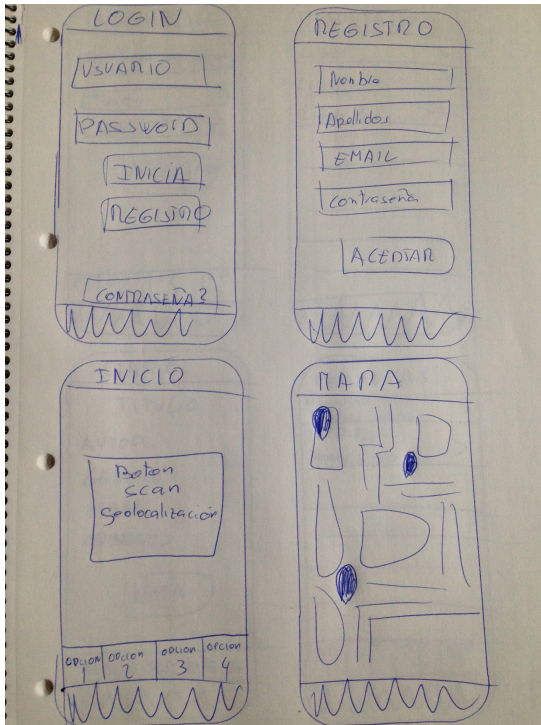 LOGIN
USUARIO
PASSWORD
INICIA
REGISTRO
CONTRASEÑA?
REGISTRO
Nombre
Apellidos
EMAIL
Contraseña
ACEPTAR
INICIO
Boton
scan
geolocalización
OPCION 1
OPCION 2
OPCION 3
OPCION 4
MAPA